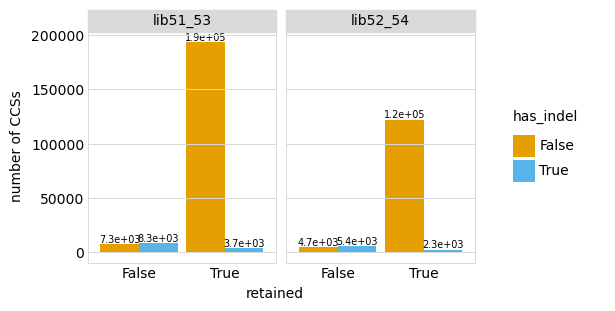 lib51_53
lib52_54
number of CCSs
200000
150000
100000
50000
0
7.3e+03
8.3e+03
1.9e+05
3.7e+03
4.7e+03
5.4e+03
1.2e+05
2.3e+03
False
True
False
True
retained
has_indel
False
True